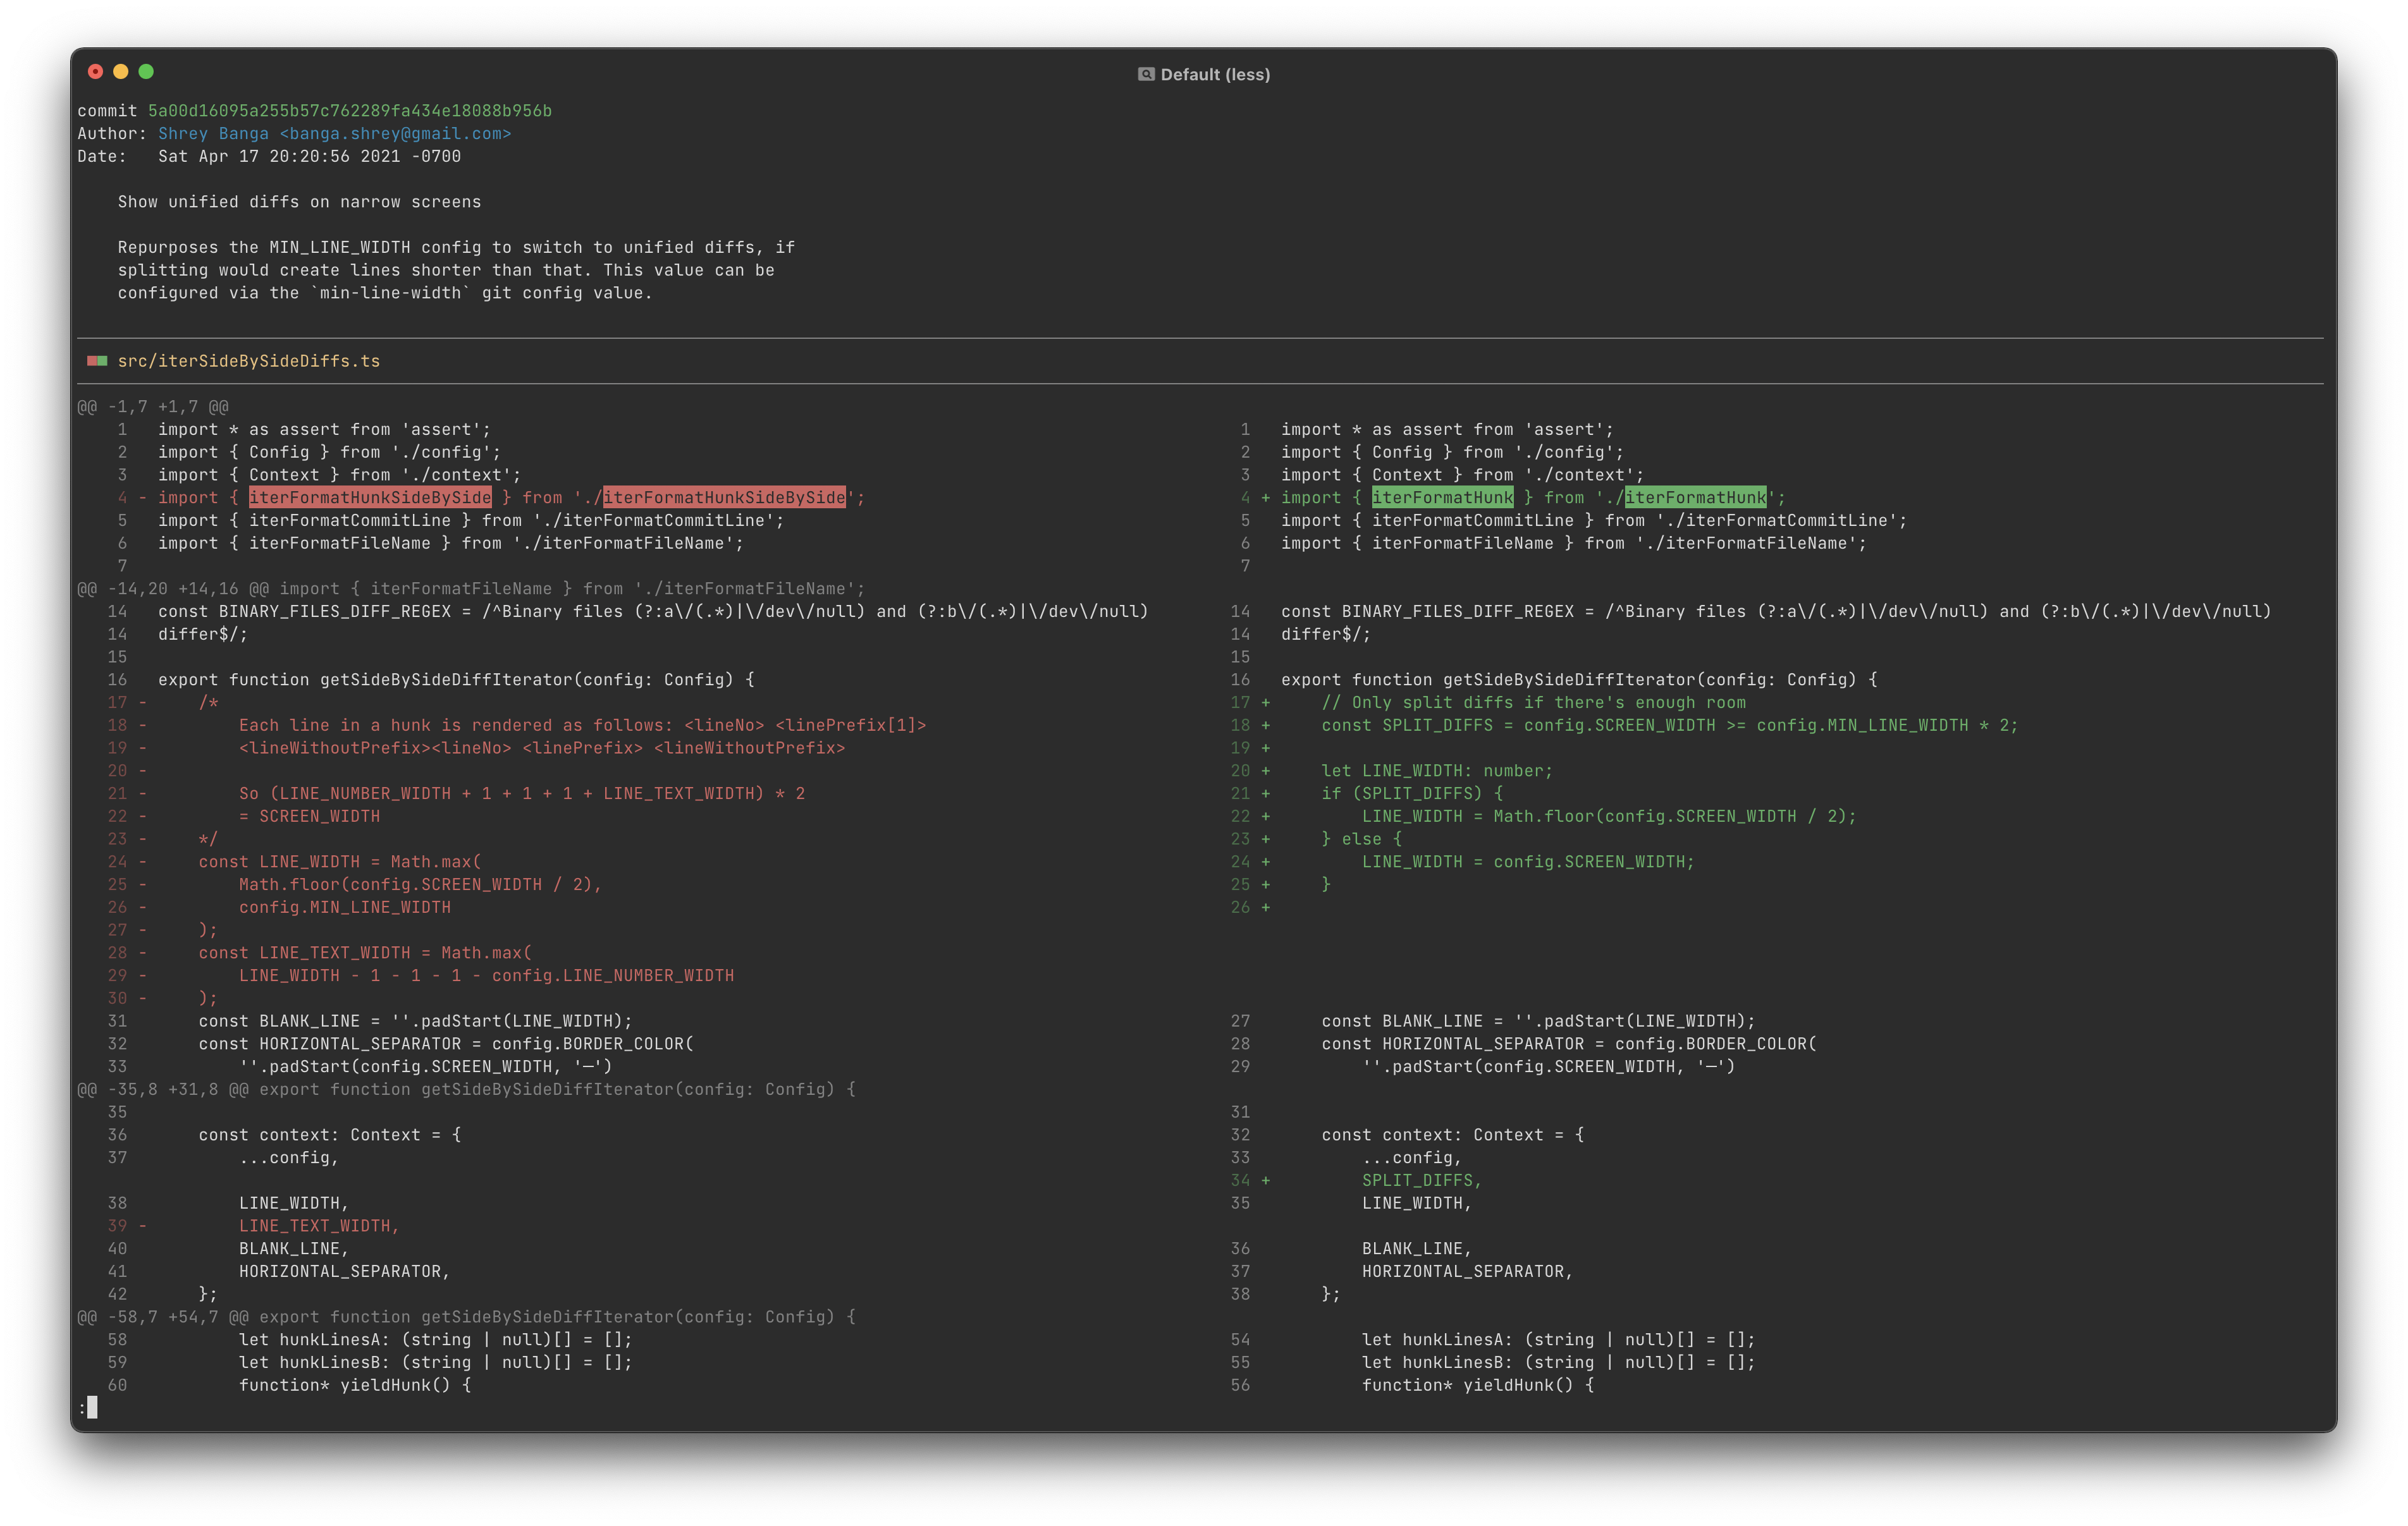 Default (less)
commit 5a00d16095a255b57c762289fa434e18088b956b
Author: Shrey Banga <banga.shrey@gmail.com>
Date:   Sat Apr 17 20:20:56 2021 -0700
    Show unified diffs on narrow screens
    Repurposes the MIN_LINE_WIDTH config to switch to unified diffs, if
    splitting would create lines shorter than that. This value can be
    configured via the `min-line-width` git config value.
src/iterSideBySideDiffs.ts
@@ -1,7 +1,7 @@
1   import * as assert from 'assert';    1   import * as assert from 'assert';
2   import { Config } from './config';    2   import { Config } from './config';
3   import { Context } from './context';    3   import { Context } from './context';
4 - import { iterFormatHunkSideBySide } from './iterFormatHunkSideBySide';    4 + import { iterFormatHunk } from './iterFormatHunk';
5   import { iterFormatCommitLine } from './iterFormatCommitLine';    5   import { iterFormatCommitLine } from './iterFormatCommitLine';
6   import { iterFormatFileName } from './iterFormatFileName';    6   import { iterFormatFileName } from './iterFormatFileName';
7    7
@@ -14,20 +14,16 @@ import { iterFormatFileName } from './iterFormatFileName';
14   const BINARY_FILES_DIFF_REGEX = /^Binary files (?:a\/(.*)|\/dev\/null) and (?:b\/(.*)|\/dev\/null)    14   const BINARY_FILES_DIFF_REGEX = /^Binary files (?:a\/(.*)|\/dev\/null) and (?:b\/(.*)|\/dev\/null)
14   differ$/;    14   differ$/;
15    15
16   export function getSideBySideDiffIterator(config: Config) {    16   export function getSideBySideDiffIterator(config: Config) {
17 -     /*    17 +     // Only split diffs if there's enough room
18 -         Each line in a hunk is rendered as follows: <lineNo> <linePrefix[1]>    18 +     const SPLIT_DIFFS = config.SCREEN_WIDTH >= config.MIN_LINE_WIDTH * 2;
19 -         <lineWithoutPrefix><lineNo> <linePrefix> <lineWithoutPrefix>    19 +
20 -    20 +     let LINE_WIDTH: number;
21 -         So (LINE_NUMBER_WIDTH + 1 + 1 + 1 + LINE_TEXT_WIDTH) * 2    21 +     if (SPLIT_DIFFS) {
22 -         = SCREEN_WIDTH    22 +         LINE_WIDTH = Math.floor(config.SCREEN_WIDTH / 2);
23 -     */    23 +     } else {
24 -     const LINE_WIDTH = Math.max(    24 +         LINE_WIDTH = config.SCREEN_WIDTH;
25 -         Math.floor(config.SCREEN_WIDTH / 2),    25 +     }
26 -         config.MIN_LINE_WIDTH    26 +
27 -     );
28 -     const LINE_TEXT_WIDTH = Math.max(
29 -         LINE_WIDTH - 1 - 1 - 1 - config.LINE_NUMBER_WIDTH
30 -     );
31       const BLANK_LINE = ''.padStart(LINE_WIDTH);    27       const BLANK_LINE = ''.padStart(LINE_WIDTH);
32       const HORIZONTAL_SEPARATOR = config.BORDER_COLOR(    28       const HORIZONTAL_SEPARATOR = config.BORDER_COLOR(
33           ''.padStart(config.SCREEN_WIDTH, '—')    29           ''.padStart(config.SCREEN_WIDTH, '—')
@@ -35,8 +31,8 @@ export function getSideBySideDiffIterator(config: Config) {
35    31
36       const context: Context = {    32       const context: Context = {
37           ...config,    33           ...config,
34 +         SPLIT_DIFFS,
38           LINE_WIDTH,    35           LINE_WIDTH,
39 -         LINE_TEXT_WIDTH,
40           BLANK_LINE,    36           BLANK_LINE,
41           HORIZONTAL_SEPARATOR,    37           HORIZONTAL_SEPARATOR,
42       };    38       };
@@ -58,7 +54,7 @@ export function getSideBySideDiffIterator(config: Config) {
58           let hunkLinesA: (string | null)[] = [];    54           let hunkLinesA: (string | null)[] = [];
59           let hunkLinesB: (string | null)[] = [];    55           let hunkLinesB: (string | null)[] = [];
60           function* yieldHunk() {    56           function* yieldHunk() {
: